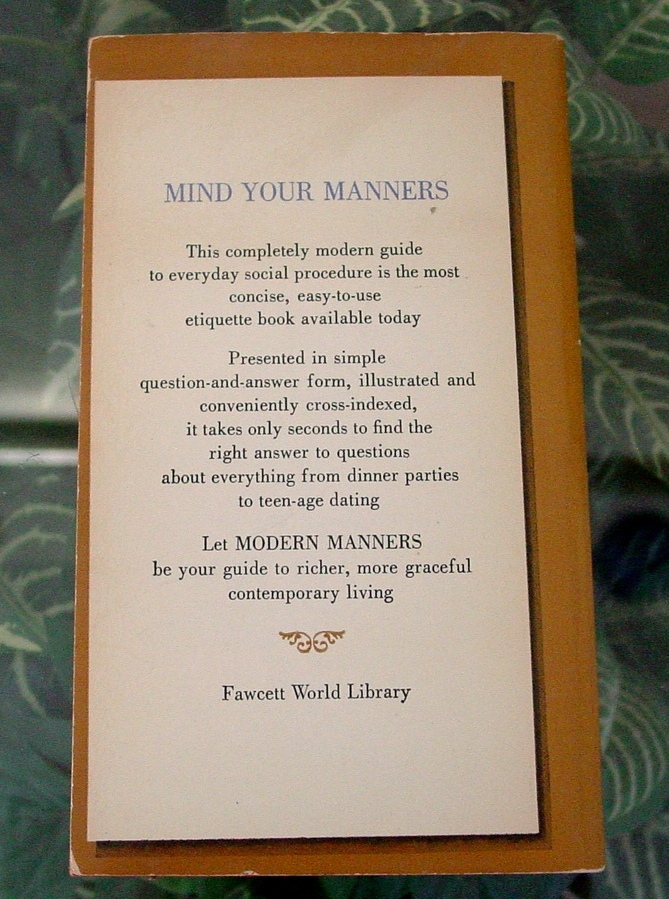 MIND YOUR MANNERS
This completely modern guide
to everyday social procedure is the most
concise, easy-to-use
etiquette book available today
Presented in simple
question-and-answer form, illustrated and
conveniently cross-indexed,
it takes only seconds to find the
right answer to questions
about everything from dinner parties
to teen-age dating
Let MODERN MANNERS
be your guide to richer, more graceful
contemporary living
Fawcett World Library